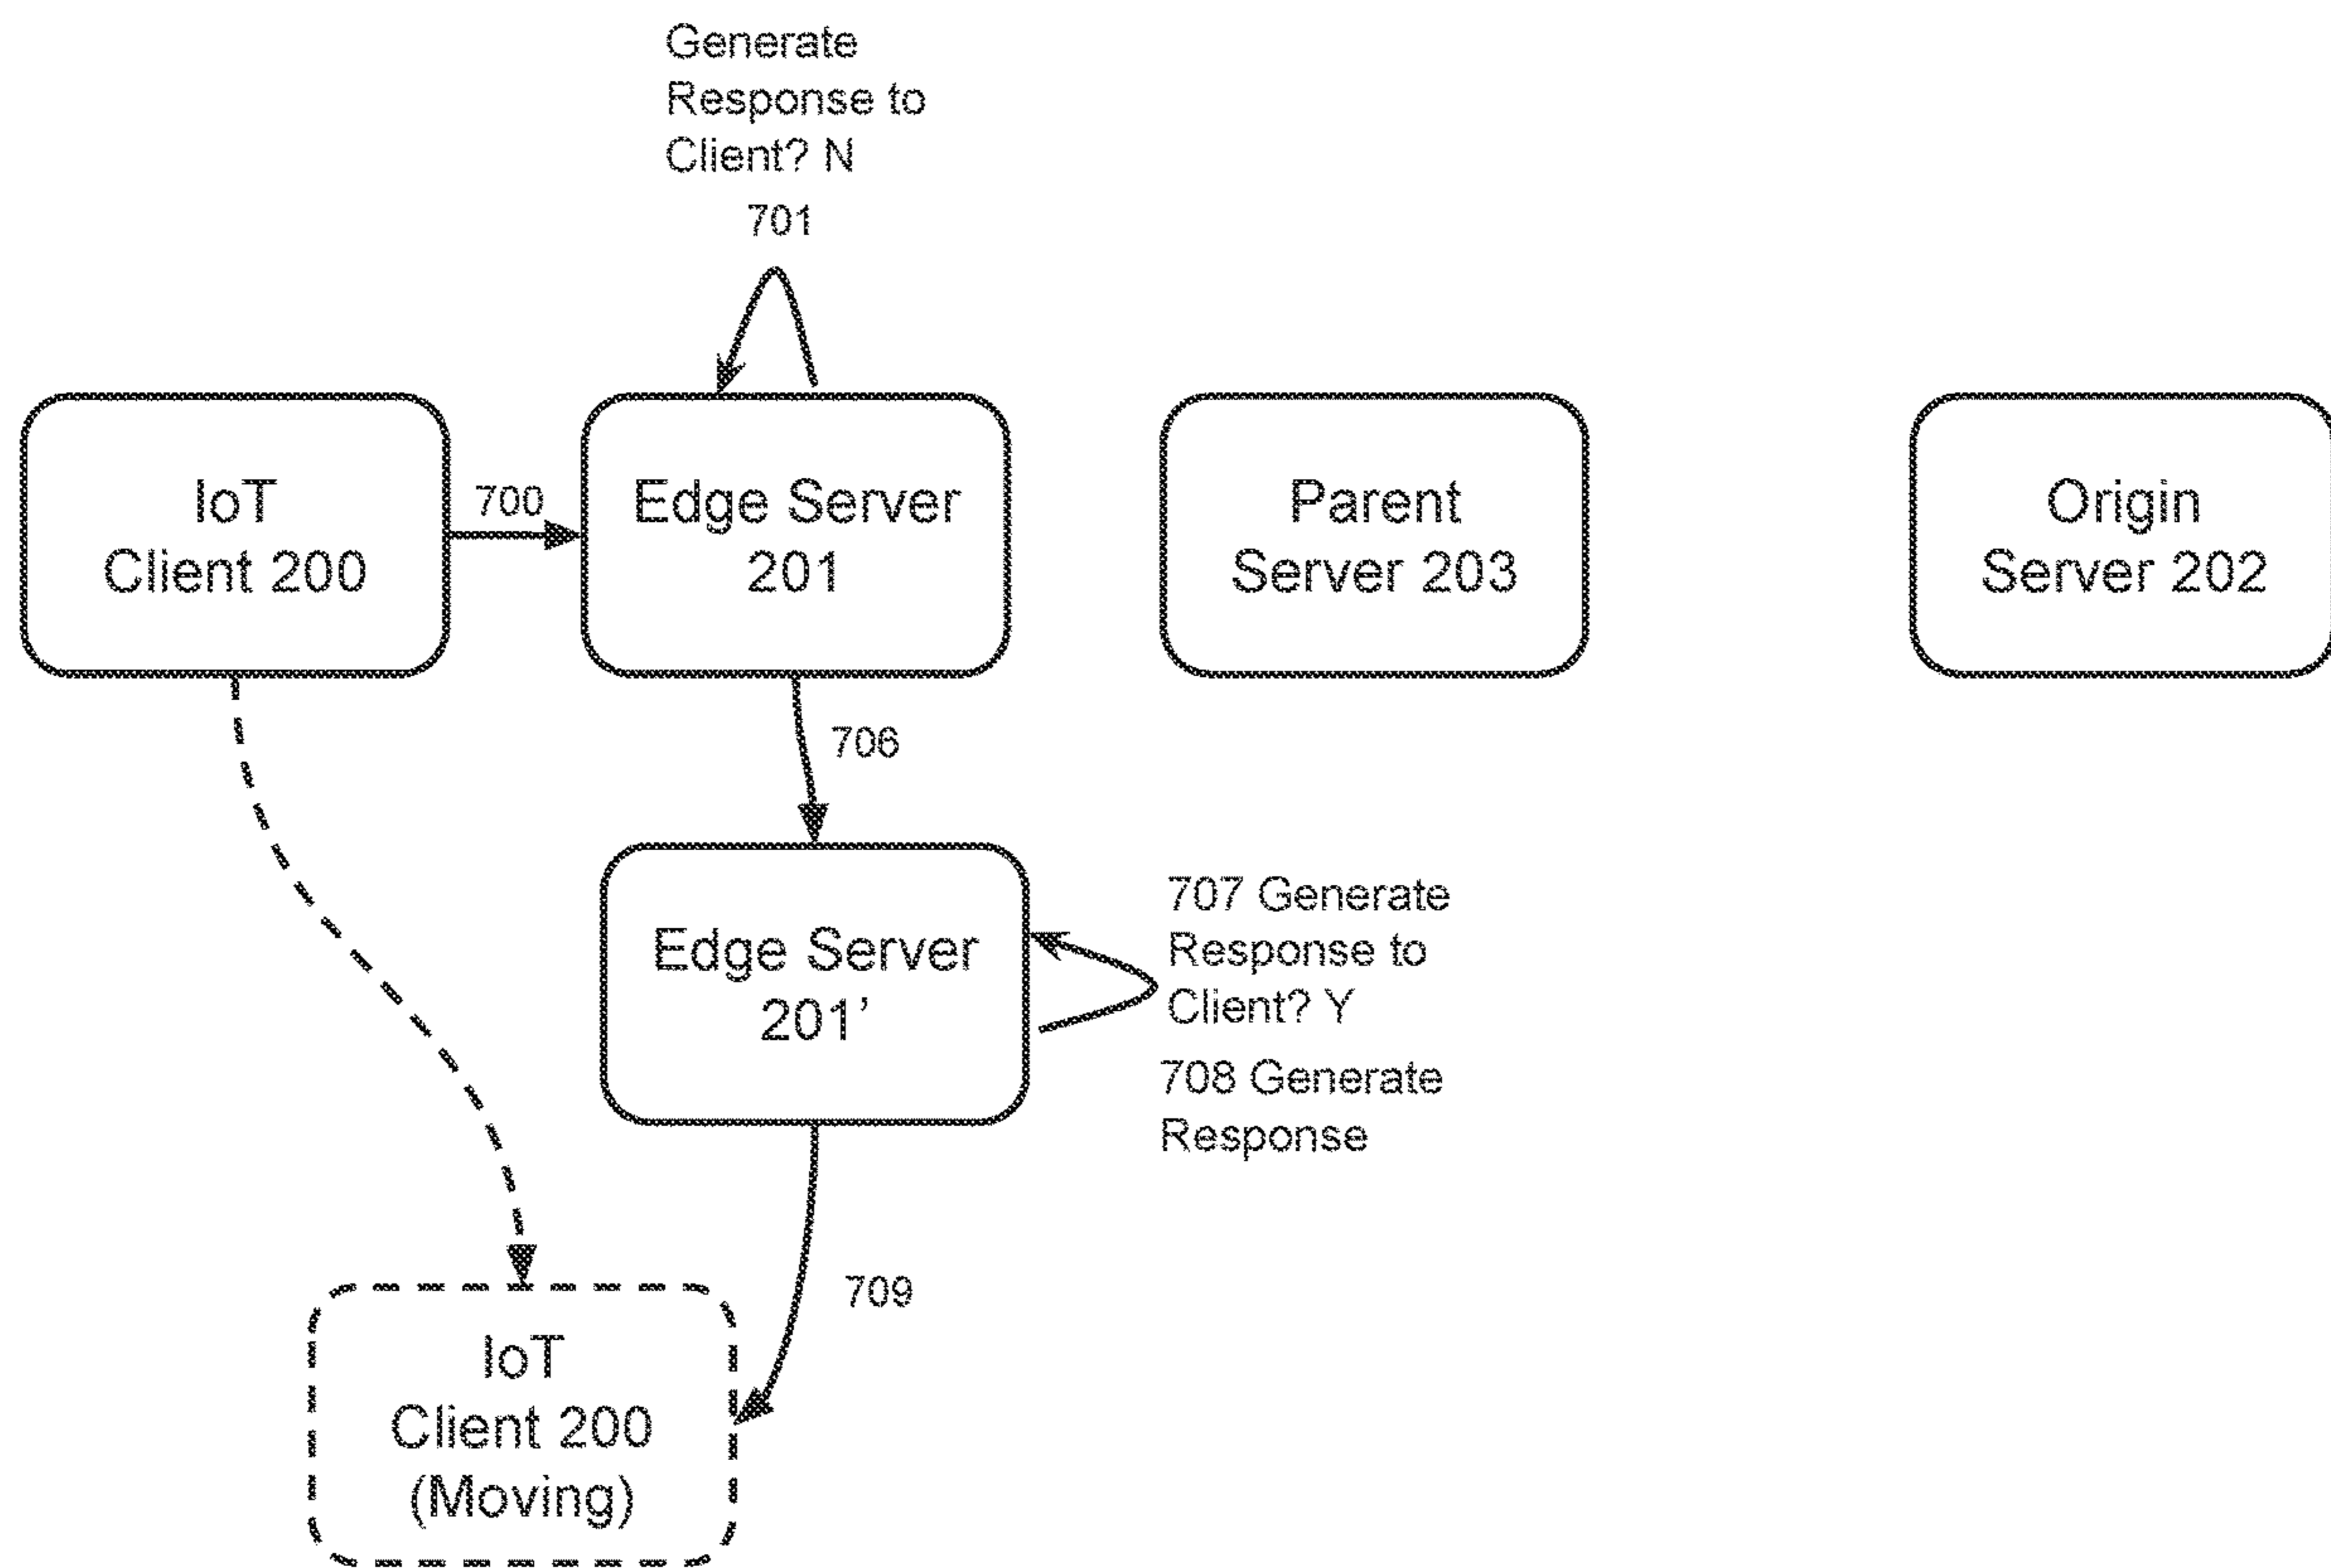 Generate
Response to
Client? N
701
IoT
Client 200
700
Edge Server
201
Parent
Server 203
Origin
Server 202
706
Edge Server
201’
707 Generate
Response to
Client? Y
708 Generate
Response
709
IoT
Client 200
(Moving)